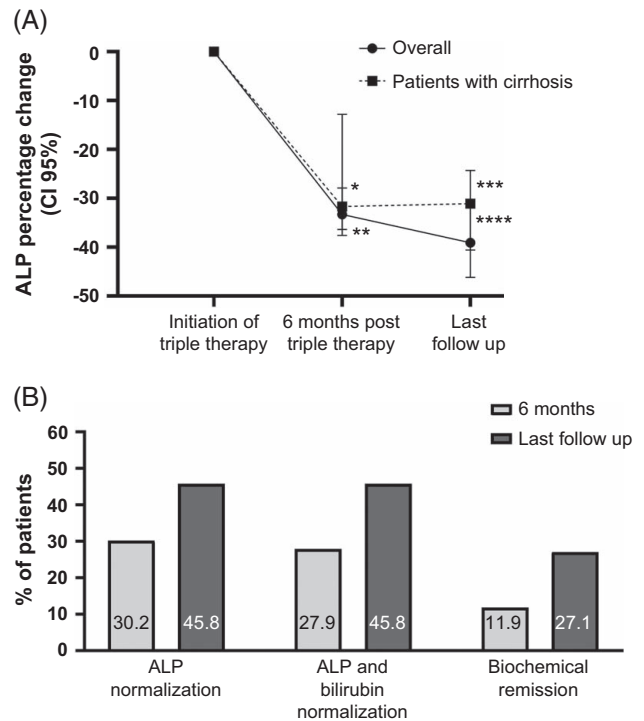 (A)
ALP percentage change
(CI 95%)
0
-10
-20
-30
-40
-50
Overall
Patients with cirrhosis
*
**
***
****
Initiation of
triple therapy
6 months post
triple therapy
Last
follow up
(B)
% of patients
60
50
40
30
20
10
0
6 months
Last follow up
30.2
45.8
27.9
45.8
11.9
27.1
ALP
normalization
ALP and
bilirubin
normalization
Biochemical
remission